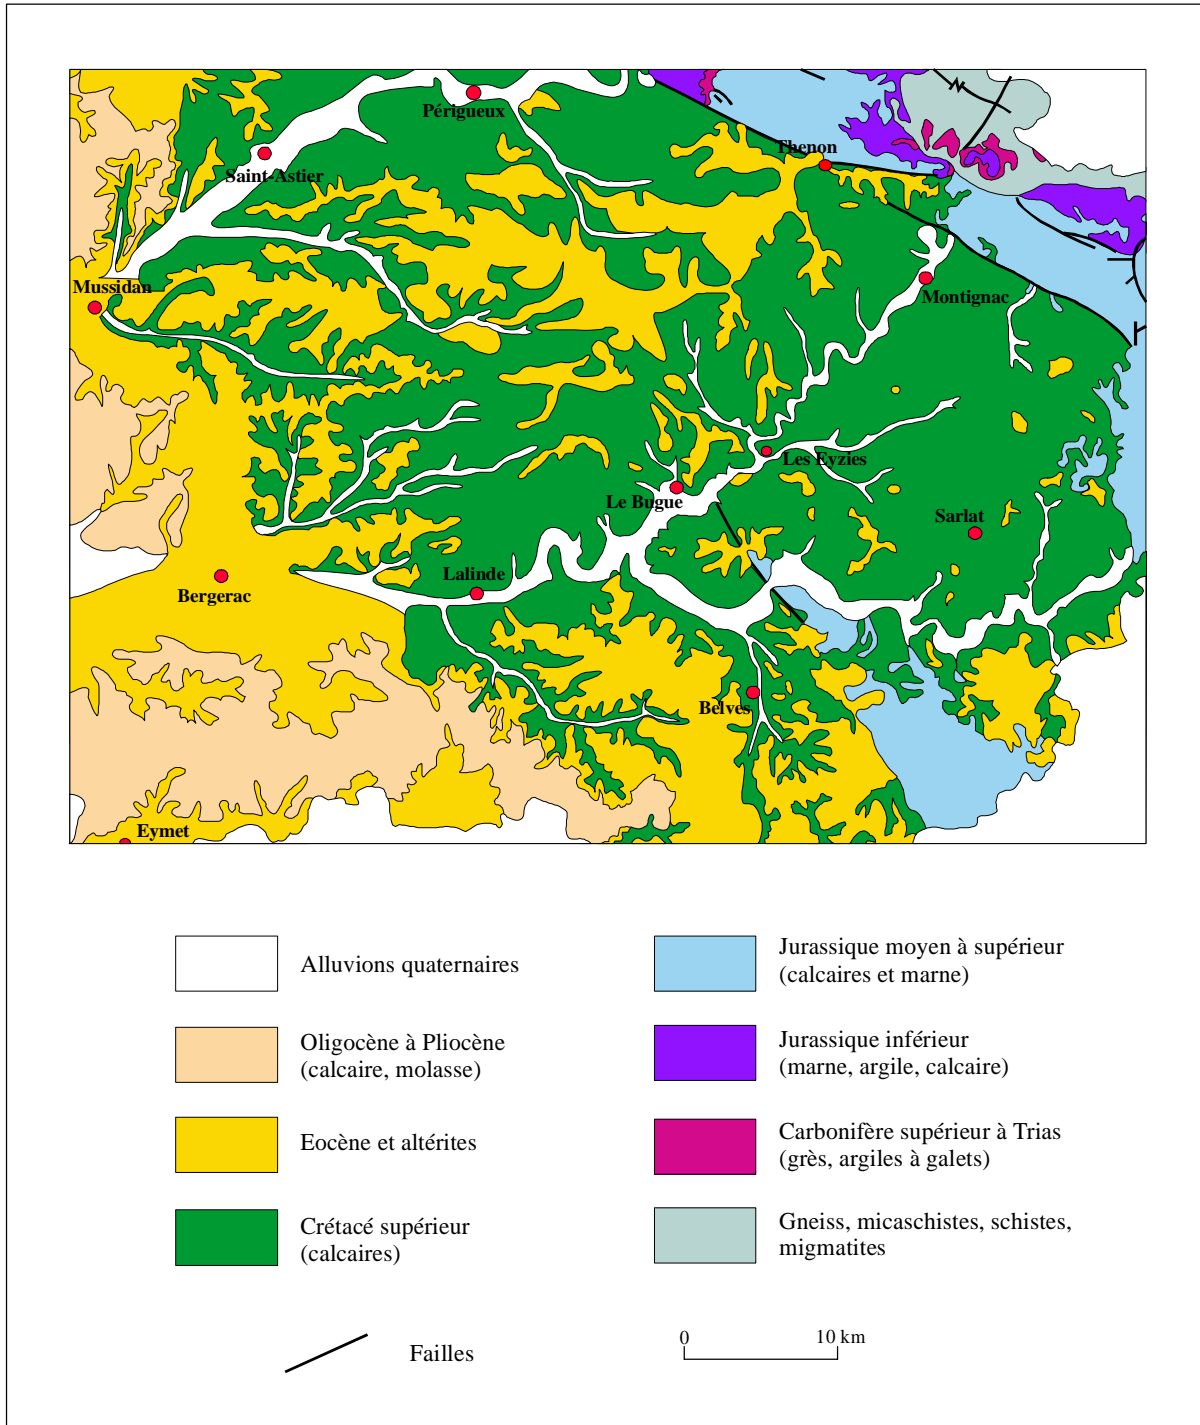 Périgueux
Thenon
Saint-Astier
Mussidan
Montignac
Les Eyzies
Le Bugue
Sarlat
Lalinde
Bergerac
Belves
Eymet
Alluvions quaternaires
Oligocène à Pliocène
(calcaire, molasse)
Eocène et altérites
Crétacé supérieur
(calcaires)
Jurassique moyen à supérieur
(calcaires et marne)
Jurassique inférieur
(marne, argile, calcaire)
Carbonifère supérieur à Trias
(grès, argiles à galets)
Gneiss, micaschistes, schistes,
migmatites
Failles
0 10 km